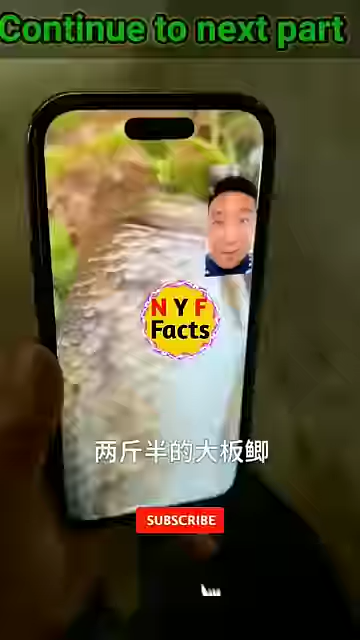 Continue to next part
N Y F
Facts
两斤半的大板鲫
SUBSCRIBE